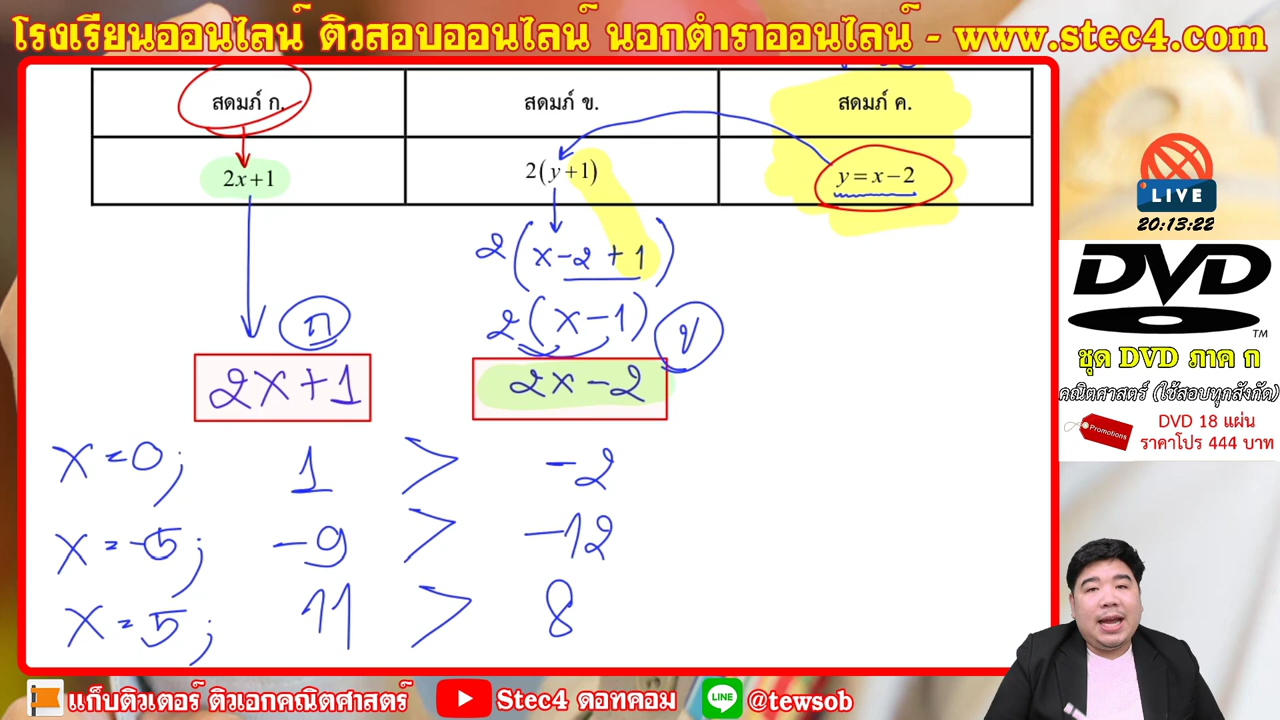 โรงเรียนออนไลน์ ติวสอบออนไลน์ นอกตำราออนไลน์ - www.stec4.com
สดมภ์ ก. สดมภ์ ข. สดมภ์ ค.
2x+1 2(y+1) y=x-2
2(x-2+1)
ก 2(x-1) ข
2x+1 2x-2
x=0; 1 > -2
x=-5; -9 > -12
x=5; 11 > 8
LIVE
20:13:22
DVD
TM
ชุด DVD ภาค ก
คณิตศาสตร์ (ใช้สอบทุกสังกัด)
Promotions
DVD 18 แผ่น
ราคาโปร 444 บาท
แก็บติวเตอร์ ติวเอกคณิตศาสตร์ Stec4 ดอทคอม LINE @tewsob